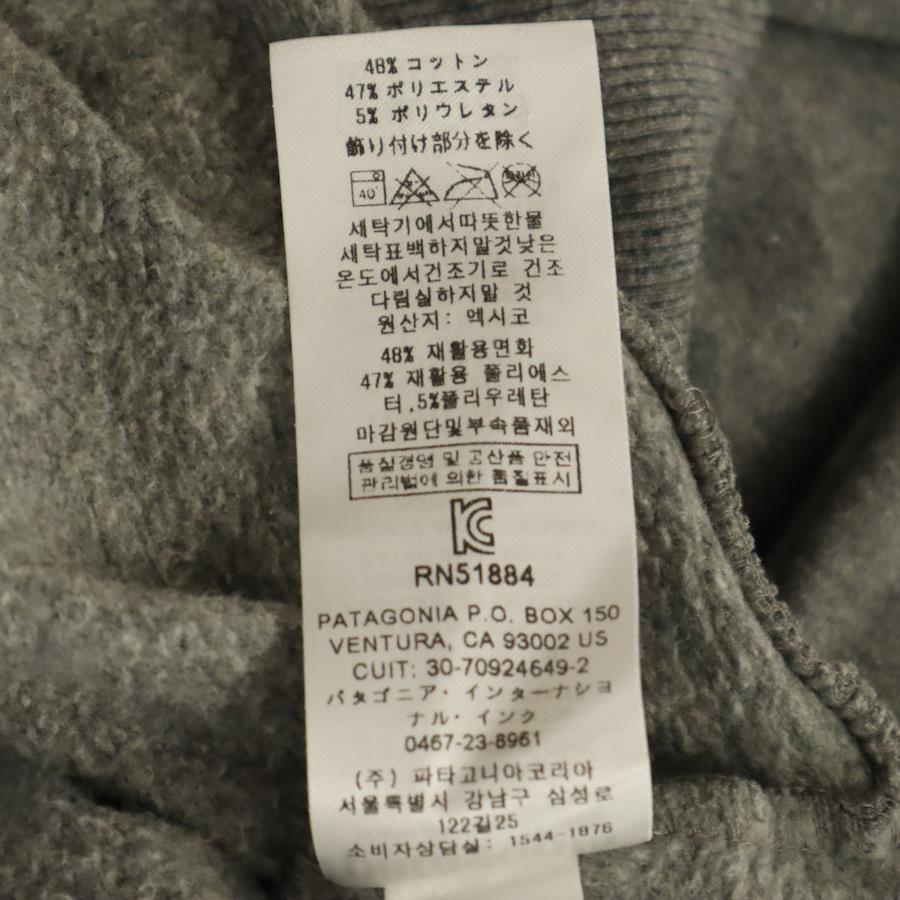 48% コットン
47% ポリエステル
5% ポリウレタン
飾り付け部分を除く
40°
세탁기에서따뜻한물
세탁표백하지말것낮은
온도에서건조기로 건조
다림실하지말 것
원산지: 엑시코
48% 재활용면화
47% 재활용 폴리에스
터,5%폴리우레탄
마감원단및부속품재외
품질경영 및 공산품 안전
관리법에 의한 품질표시
KC
RN51884
PATAGONIA P.O. BOX 150
VENTURA, CA 93002 US
CUIT: 30-70924649-2
パタゴニア・インターナショ
ナル・インク
0467-23-8961
(주) 파타고니아코리아
서울특별시 강남구 삼성로
122길25
소비자상담실: 1544-1876